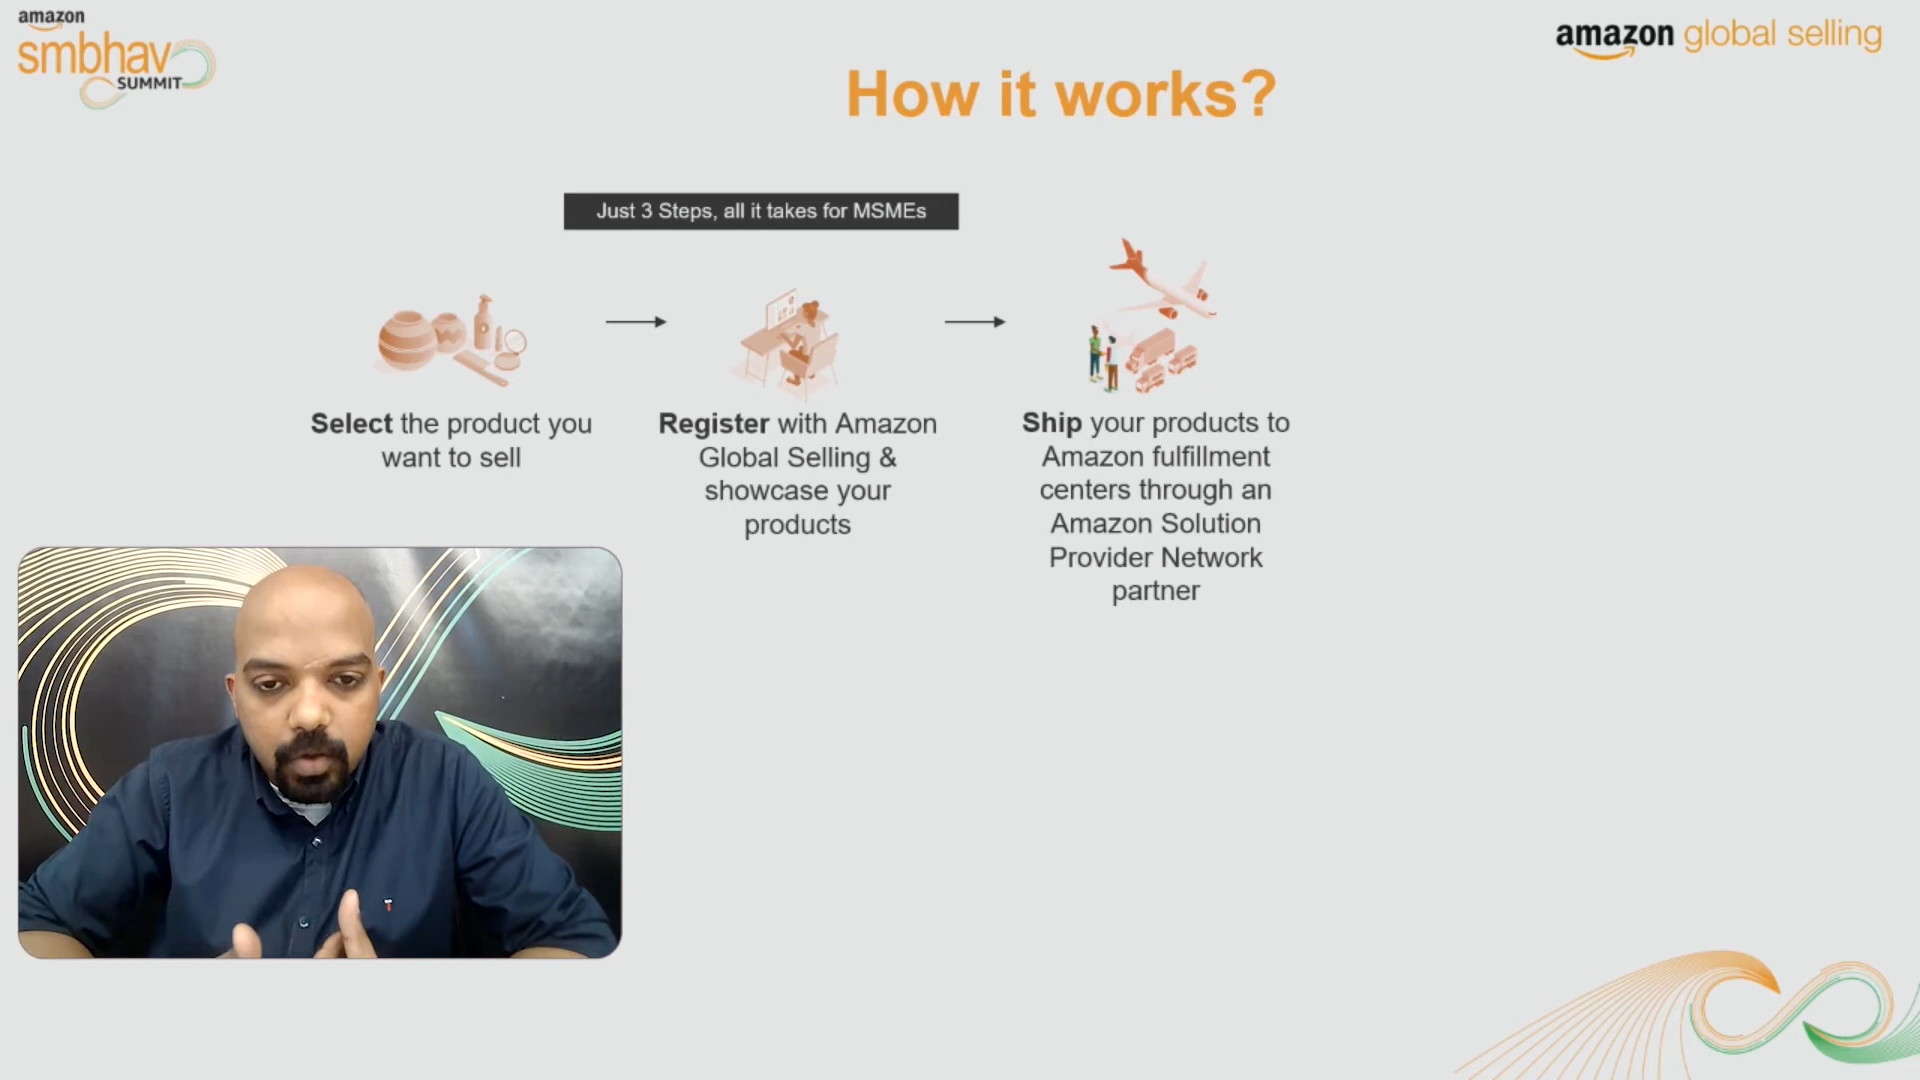 amazon
smbhav
SUMMIT
amazon global selling
How it works?
Just 3 Steps, all it takes for MSMEs
Select the product you
want to sell
Register with Amazon
Global Selling &
showcase your
products
Ship your products to
Amazon fulfillment
centers through an
Amazon Solution
Provider Network
partner